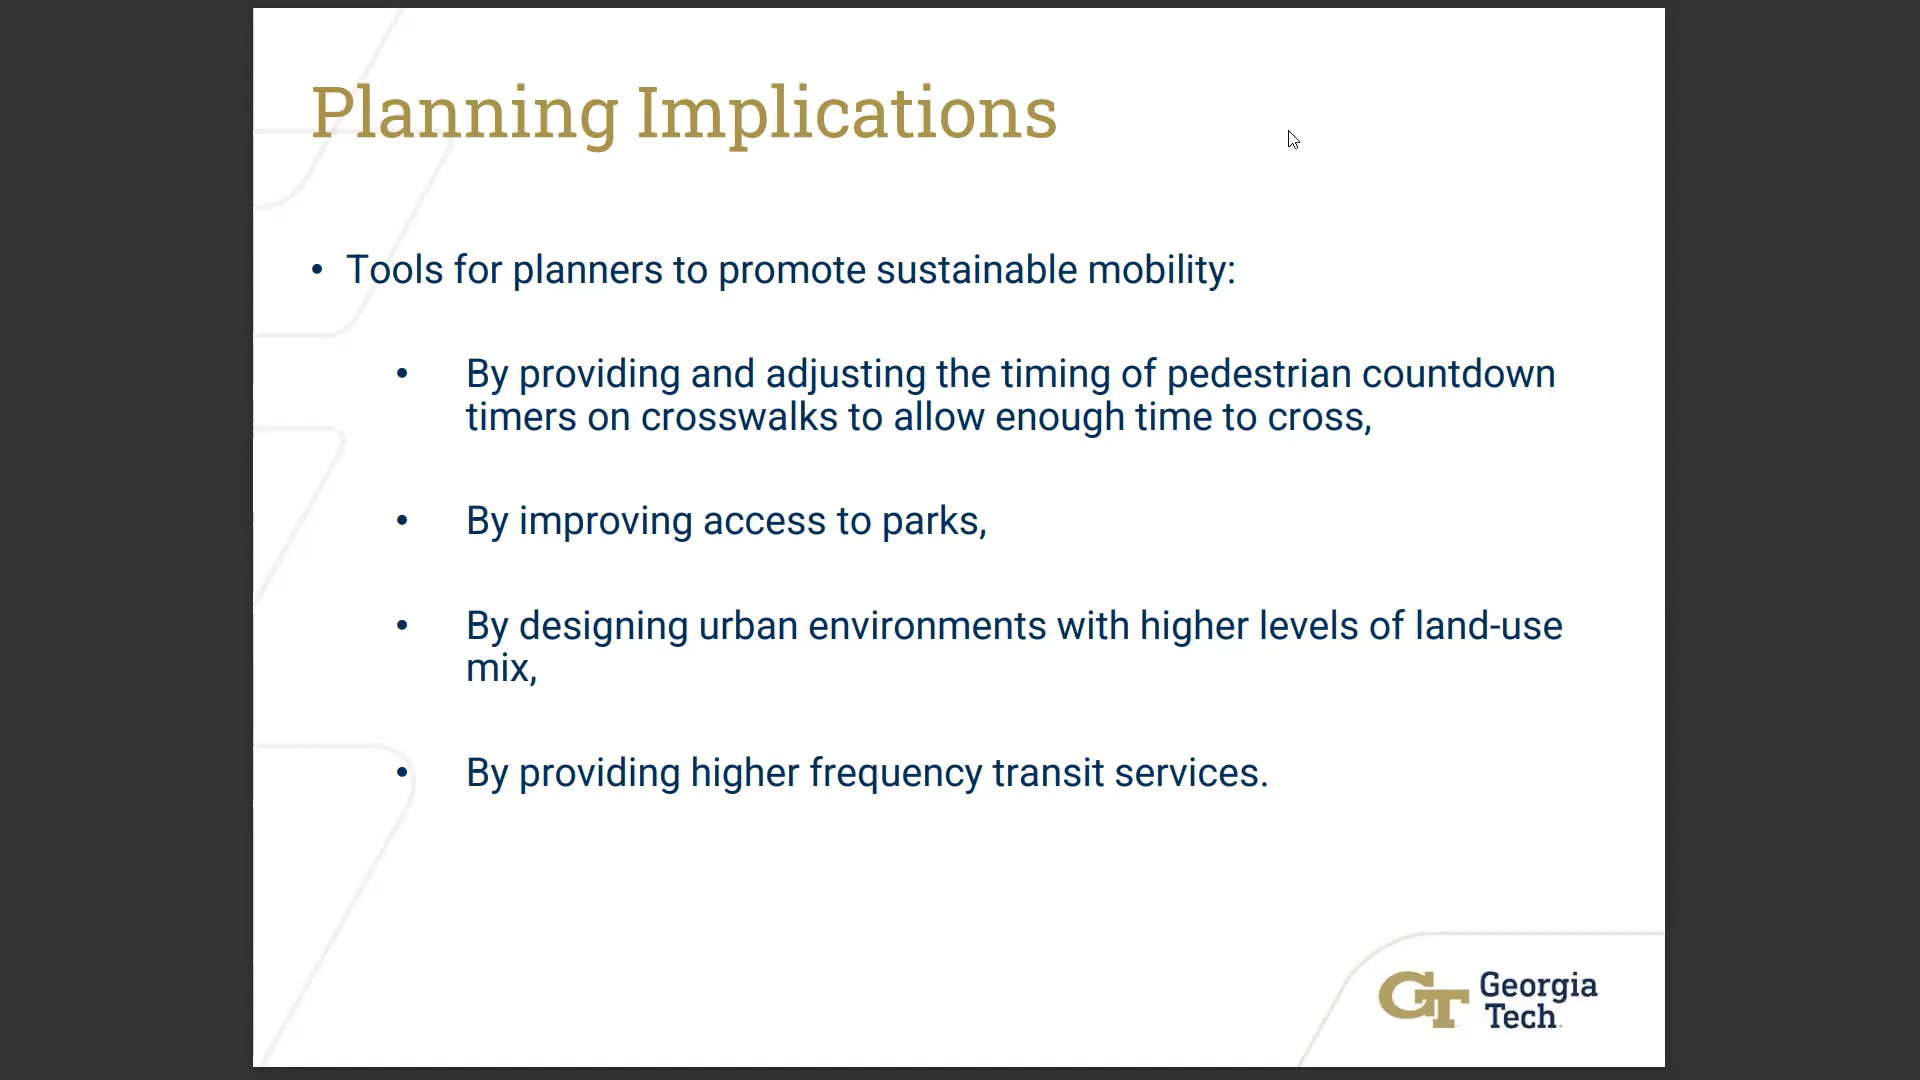 Planning Implications
• Tools for planners to promote sustainable mobility:
• By providing and adjusting the timing of pedestrian countdown
timers on crosswalks to allow enough time to cross,
• By improving access to parks,
• By designing urban environments with higher levels of land-use
mix,
• By providing higher frequency transit services.
GT Georgia
Tech